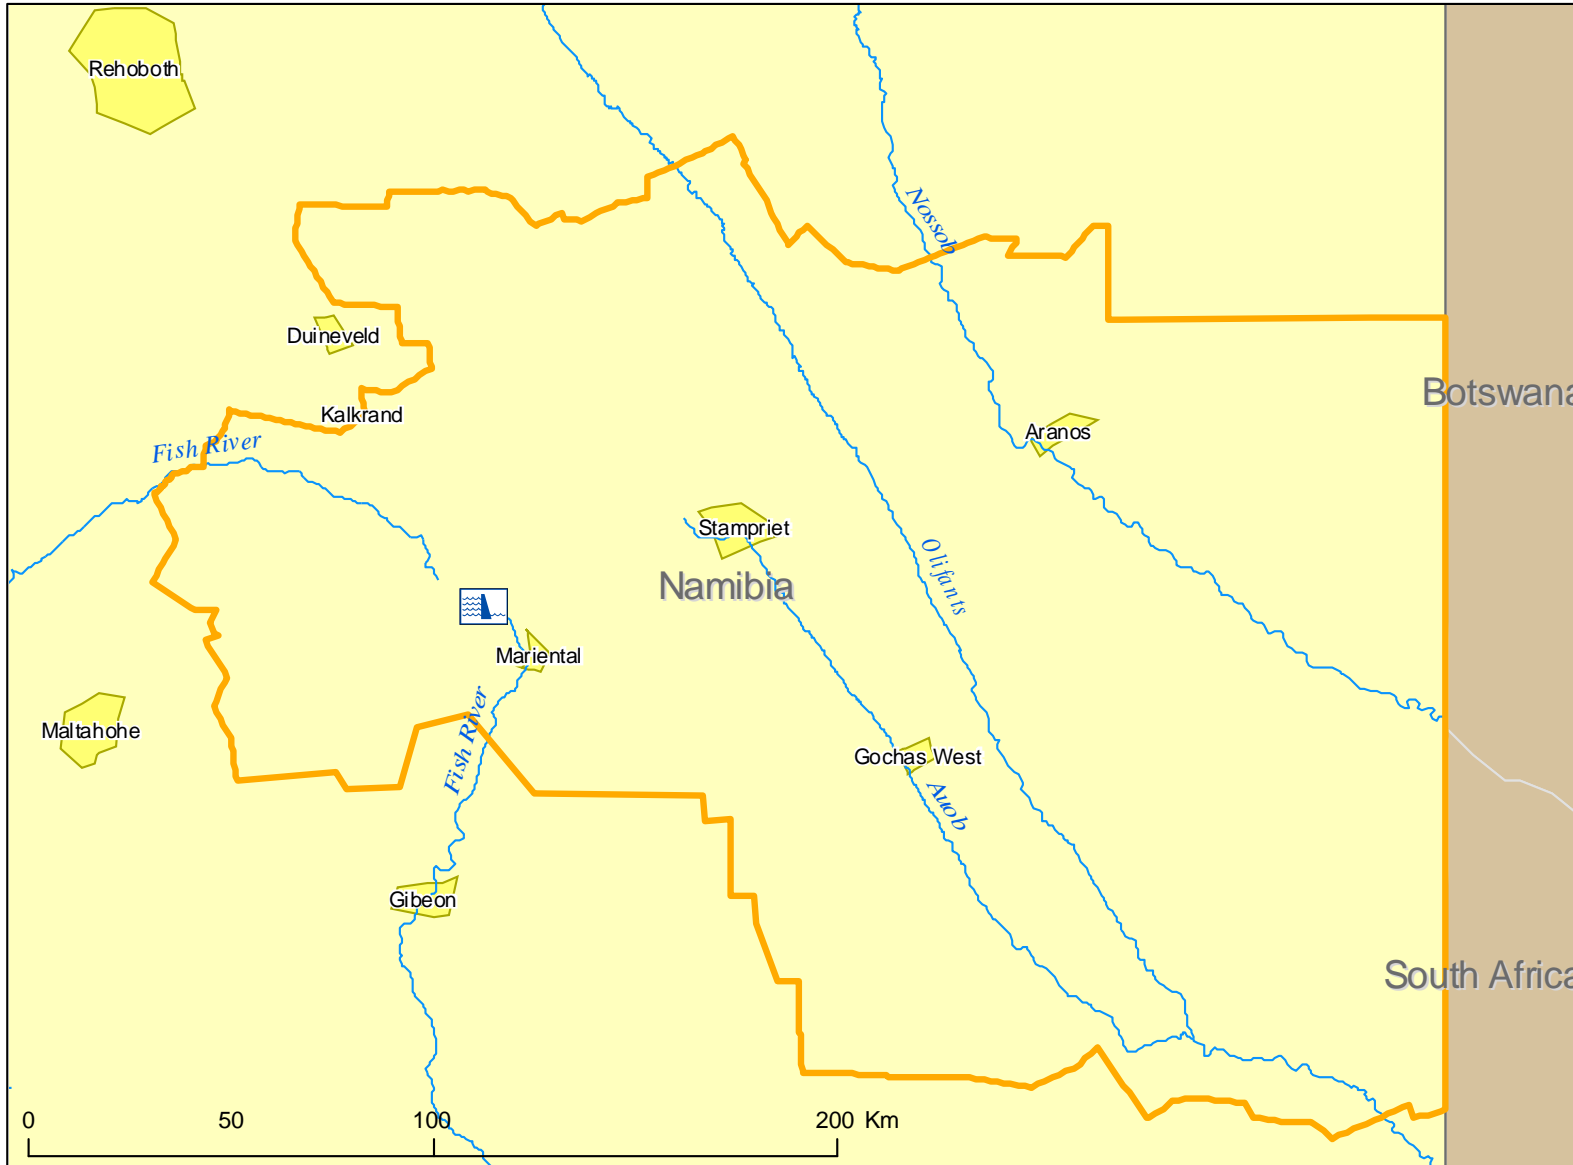 Rehoboth
Nossob
Duineveld
Botswana
Kalkrand
Aranos
Fish River
Stampriet
Olifants
Namibia
Mariental
Fish River
Maltahohe
Gochas West
Auob
Gibeon
South Africa
0 50 100 200 Km